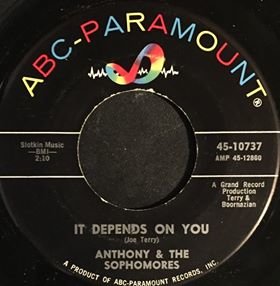 ABC-PARAMOUNT
Slotkin Music
—BMI—
2:10
45-10737
AMP 45-12860
A Grand Record
Production
Terry &
Boornazian
IT DEPENDS ON YOU
(Joe Terry)
ANTHONY & THE
SOPHOMORES
A PRODUCT OF ABC-PARAMOUNT RECORDS, INC.